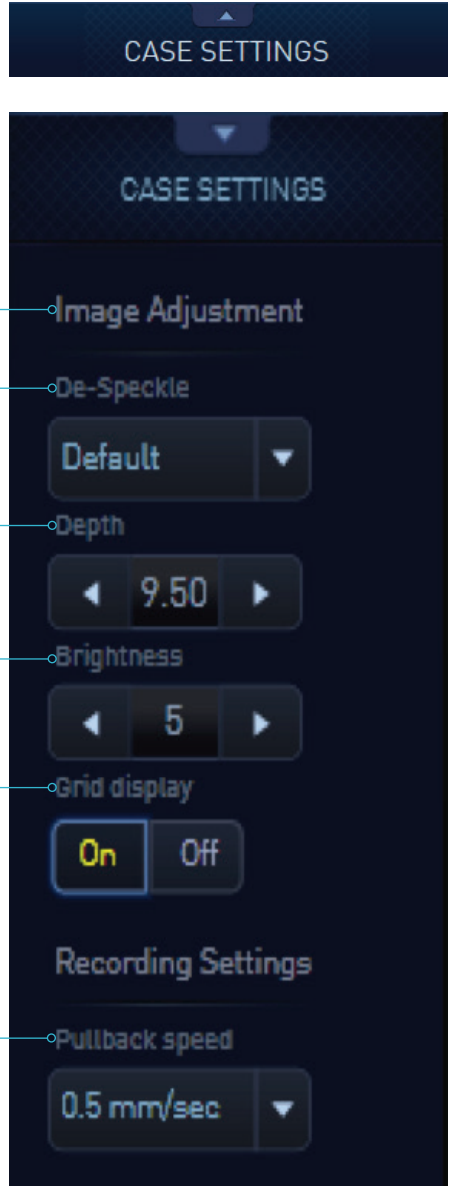 CASE SETTINGS
CASE SETTINGS
Image Adjustment
De-Speckle
Default
Depth
9.50
Brightness
5
Grid display
On Off
Recording Settings
Pullback speed
0.5 mm/sec